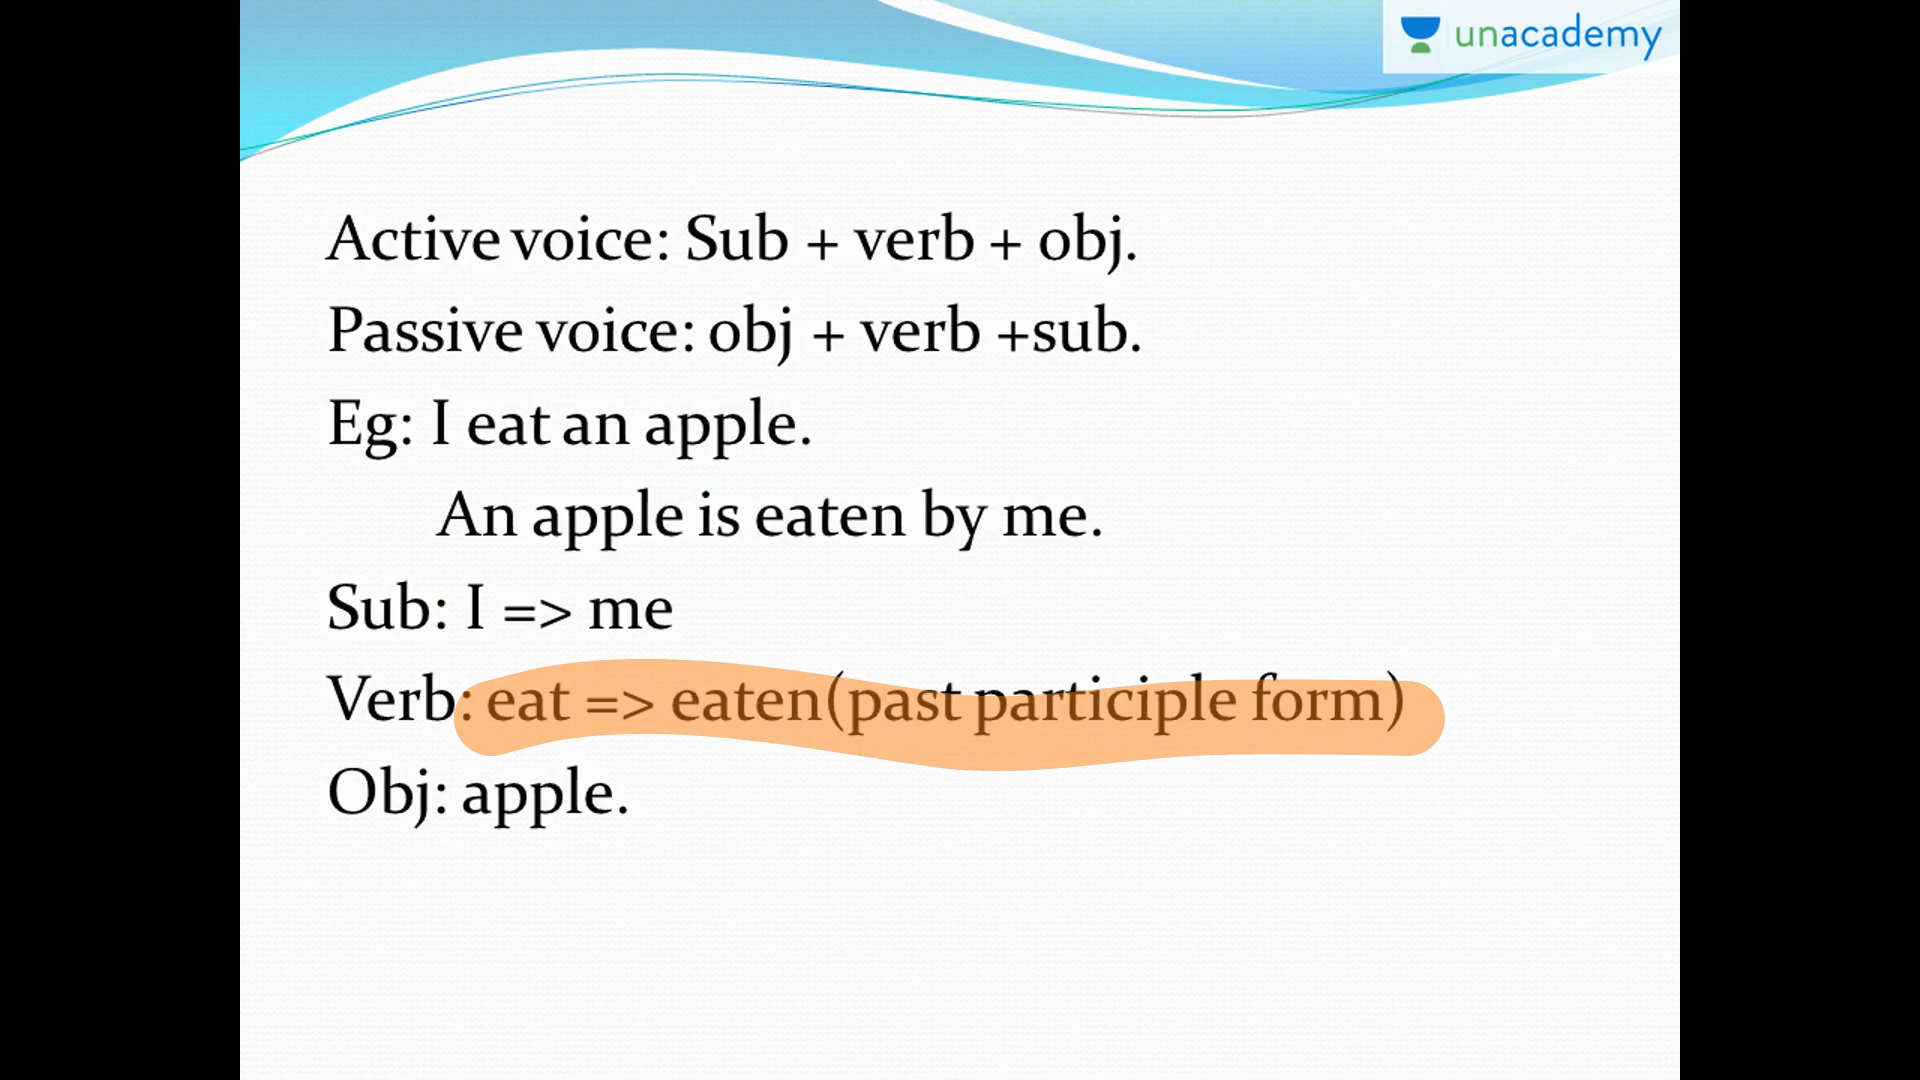 unacademy
Active voice: Sub + verb + obj.
Passive voice: obj + verb +sub.
Eg: I eat an apple.
An apple is eaten by me.
Sub: I => me
Verb: eat => eaten(past participle form)
Obj: apple.